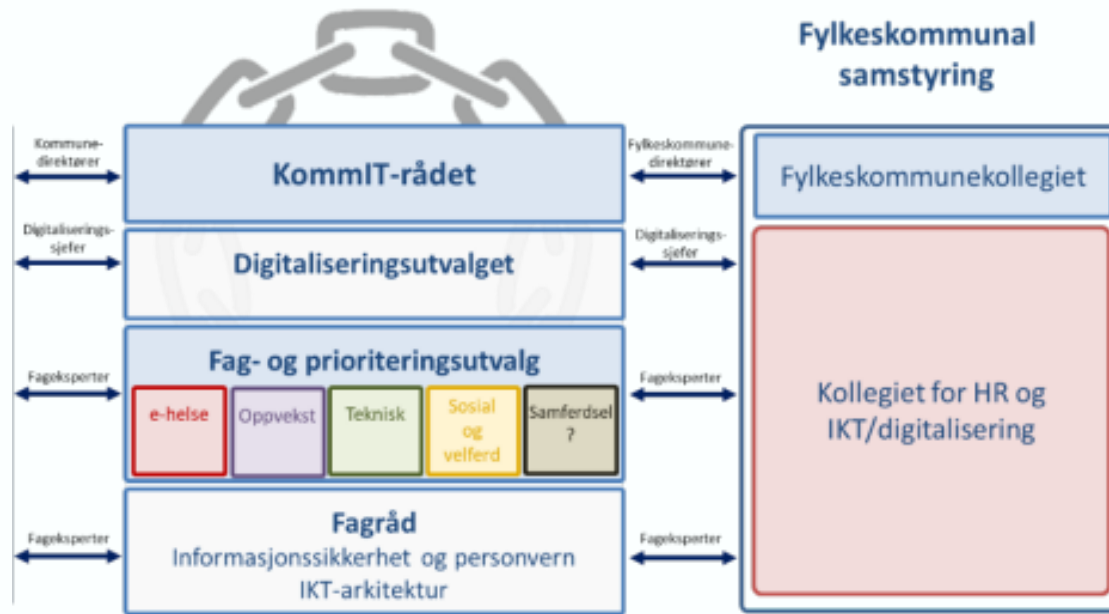 Fylkeskommunal
samstyring
Kommune-
direktører
KommIT-rådet
Fylkeskommune-
direktører
Fylkeskommunekollegiet
Digitaliserings-
sjefer
Digitaliseringsutvalget
Digitaliserings-
sjefer
Fag- og prioriteringsutvalg
Fageksperter
e-helse
Oppvekst
Teknisk
Sosial
og
velferd
Samferdsel
?
Fageksperter
Kollegiet for HR og
IKT/digitalisering
Fagråd
Informasjonssikkerhet og personvern
IKT-arkitektur
Fageksperter
Fageksperter